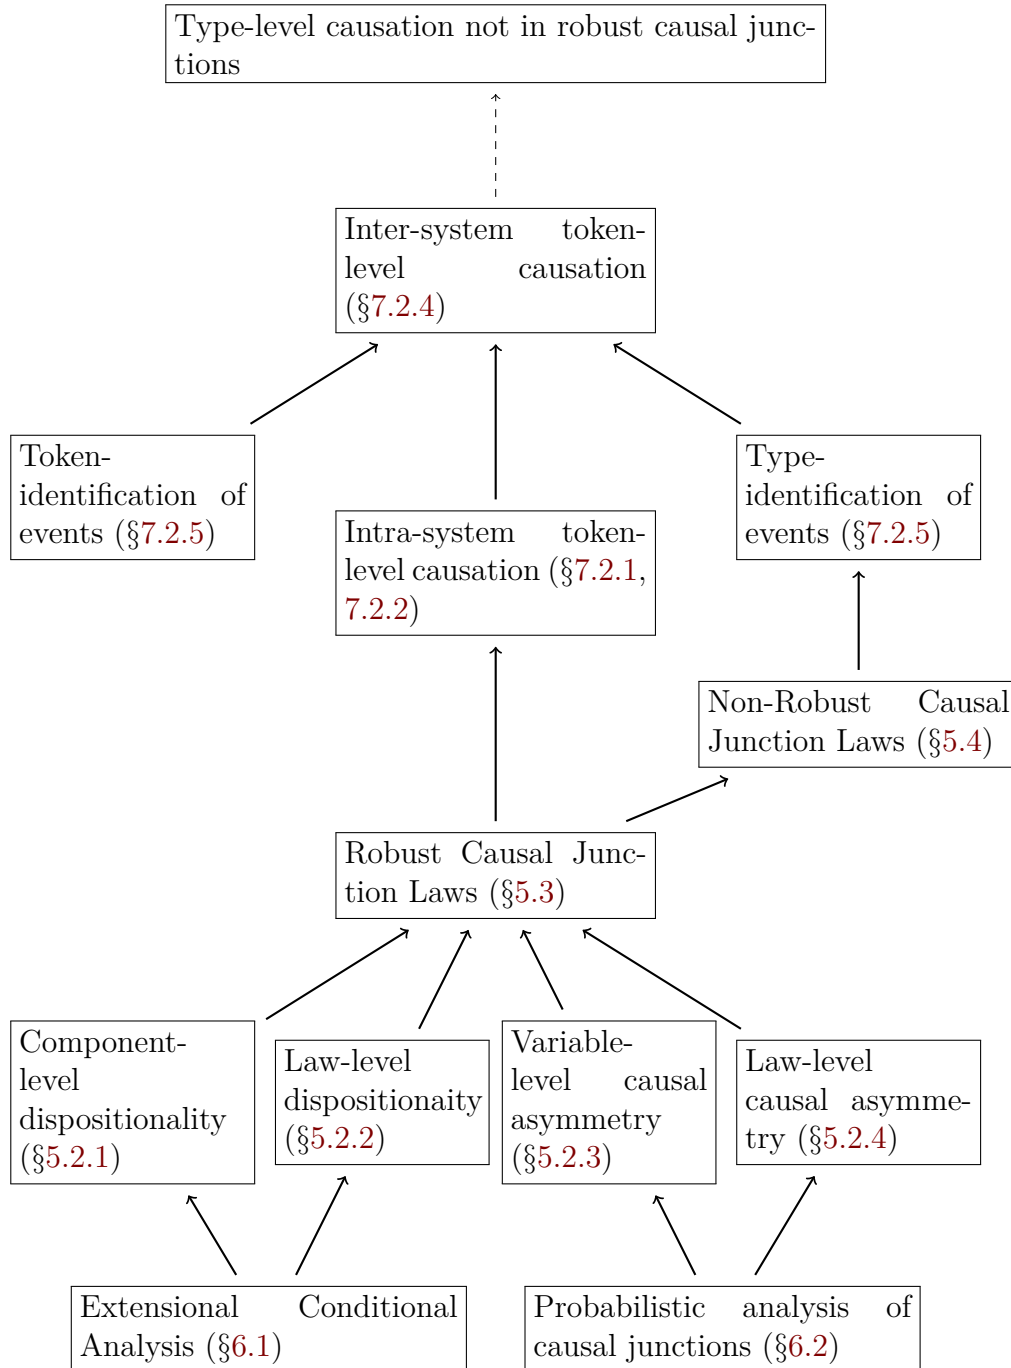 Type-level causation not in robust causal junc-
tions
Inter-system token-
level causation
(§7.2.4)
Token-
identification of
events (§7.2.5)
Intra-system token-
level causation (§7.2.1,
7.2.2)
Type-
identification of
events (§7.2.5)
Non-Robust Causal
Junction Laws (§5.4)
Robust Causal Junc-
tion Laws (§5.3)
Component-
level
dispositionality
(§5.2.1)
Law-level
dispositionaity
(§5.2.2)
Variable-
level causal
asymmetry
(§5.2.3)
Law-level
causal asymme-
try (§5.2.4)
Extensional Conditional
Analysis (§6.1)
Probabilistic analysis of
causal junctions (§6.2)